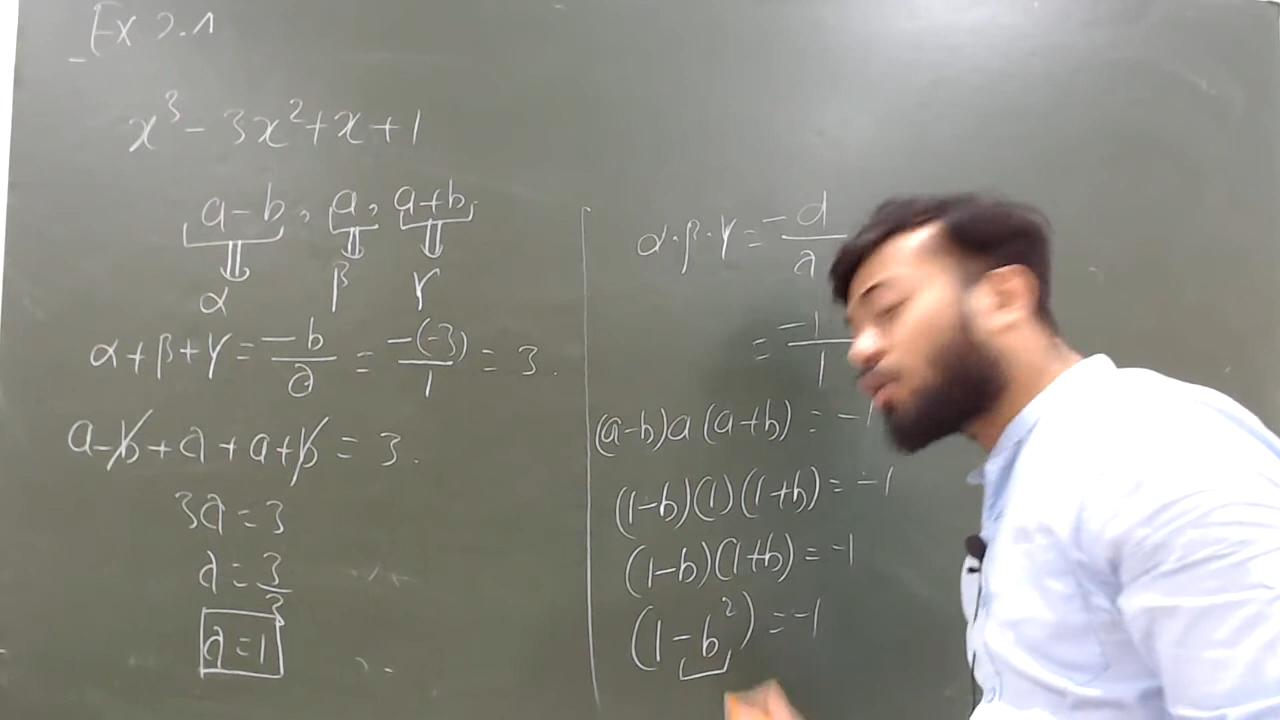 Ex 2.1
x³ - 3x² + x + 1
a-b, a, a+b.
α β γ
α + β + γ = -b/a = -(-3)/1 = 3.
a - b + a + a + b = 3.
3a = 3
a = 3/3
a = 1
α · β · γ = -d/a
= -1/1
(a-b)a(a+b) = -1
(1-b)(1)(1+b) = -1
(1-b)(1+b) = -1
(1 - b²) = -1